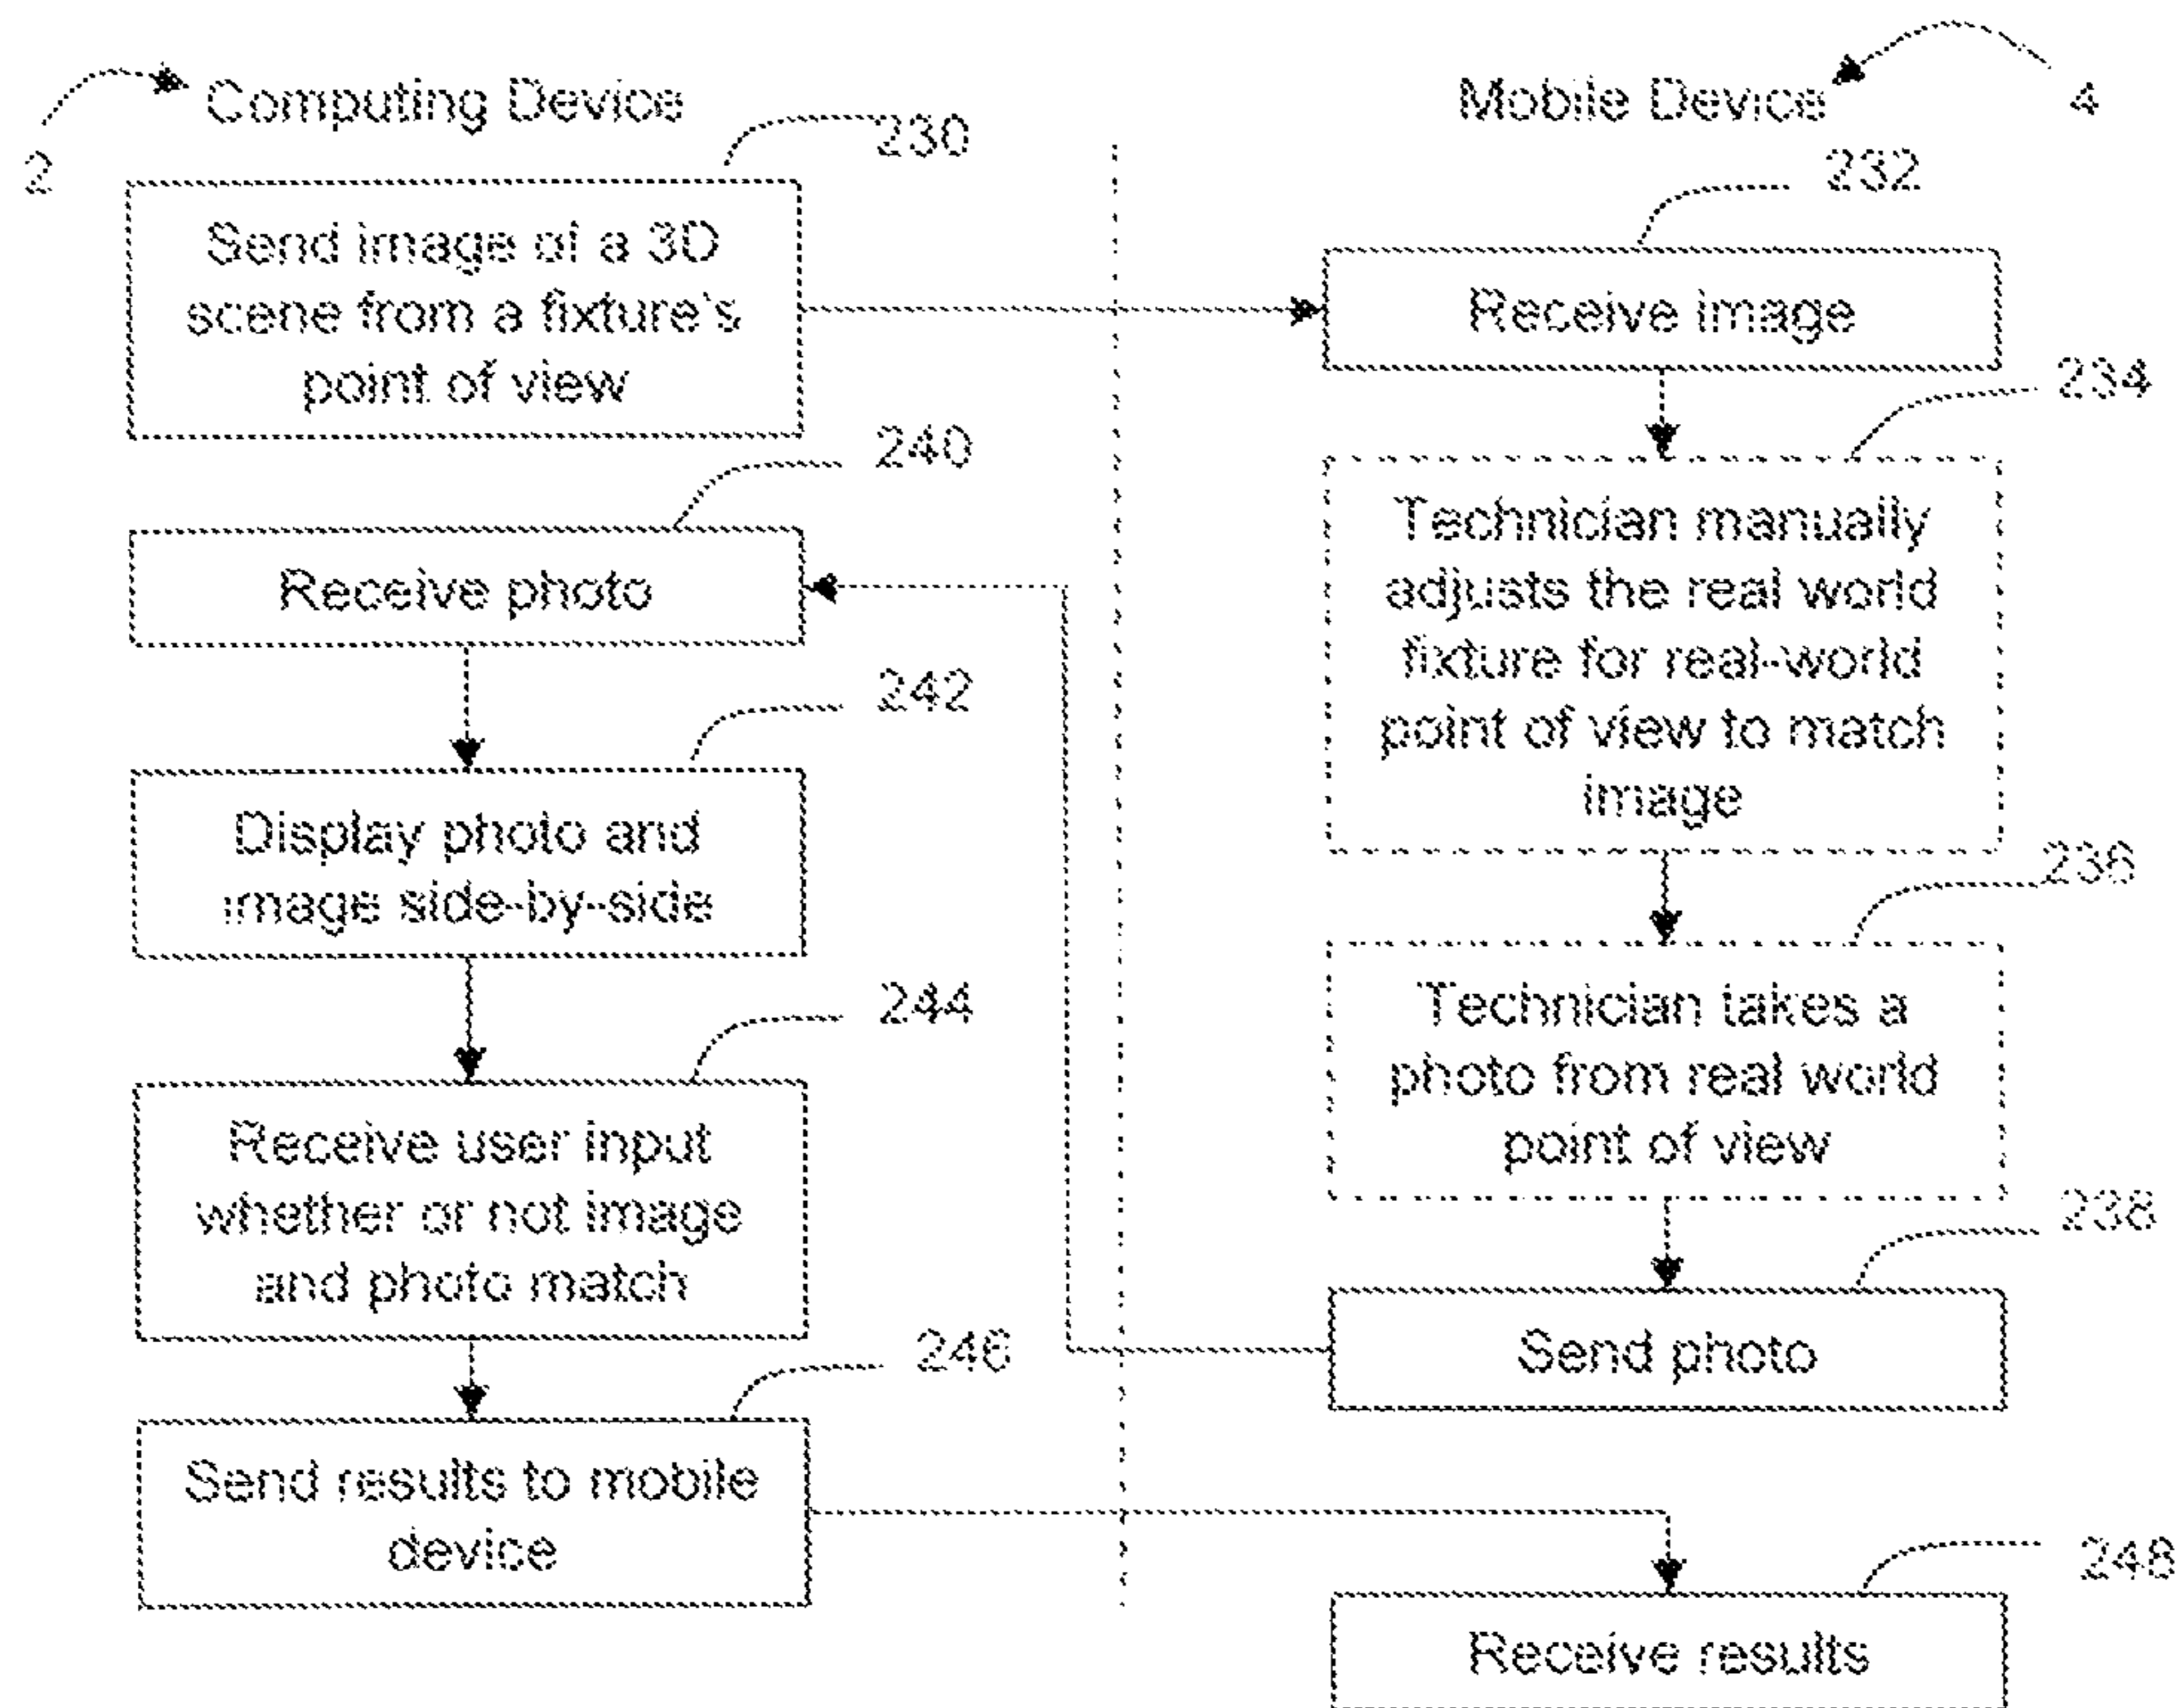 Computing Device
2
230
Send image of a 3D
scene from a fixture's
point of view
Mobile Device
4
232
Receive image
234
Technician manually
adjusts the real world
fixture for real-world
point of view to match
image
236
Technician takes a
photo from real world
point of view
238
Send photo
240
Receive photo
242
Display photo and
image side-by-side
244
Receive user input
whether or not image
and photo match
246
Send results to mobile
device
248
Receive results